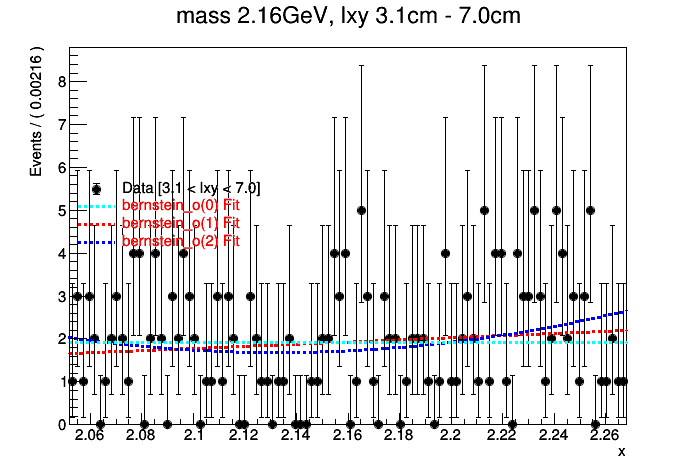 mass 2.16GeV, lxy 3.1cm - 7.0cm
Events / ( 0.00216 )
8
7
6
5
4
3
2
1
0
Data [3.1 < lxy < 7.0]
bernstein_o(0) Fit
bernstein_o(1) Fit
bernstein_o(2) Fit
2.06 2.08 2.1 2.12 2.14 2.16 2.18 2.2 2.22 2.24 2.26
x